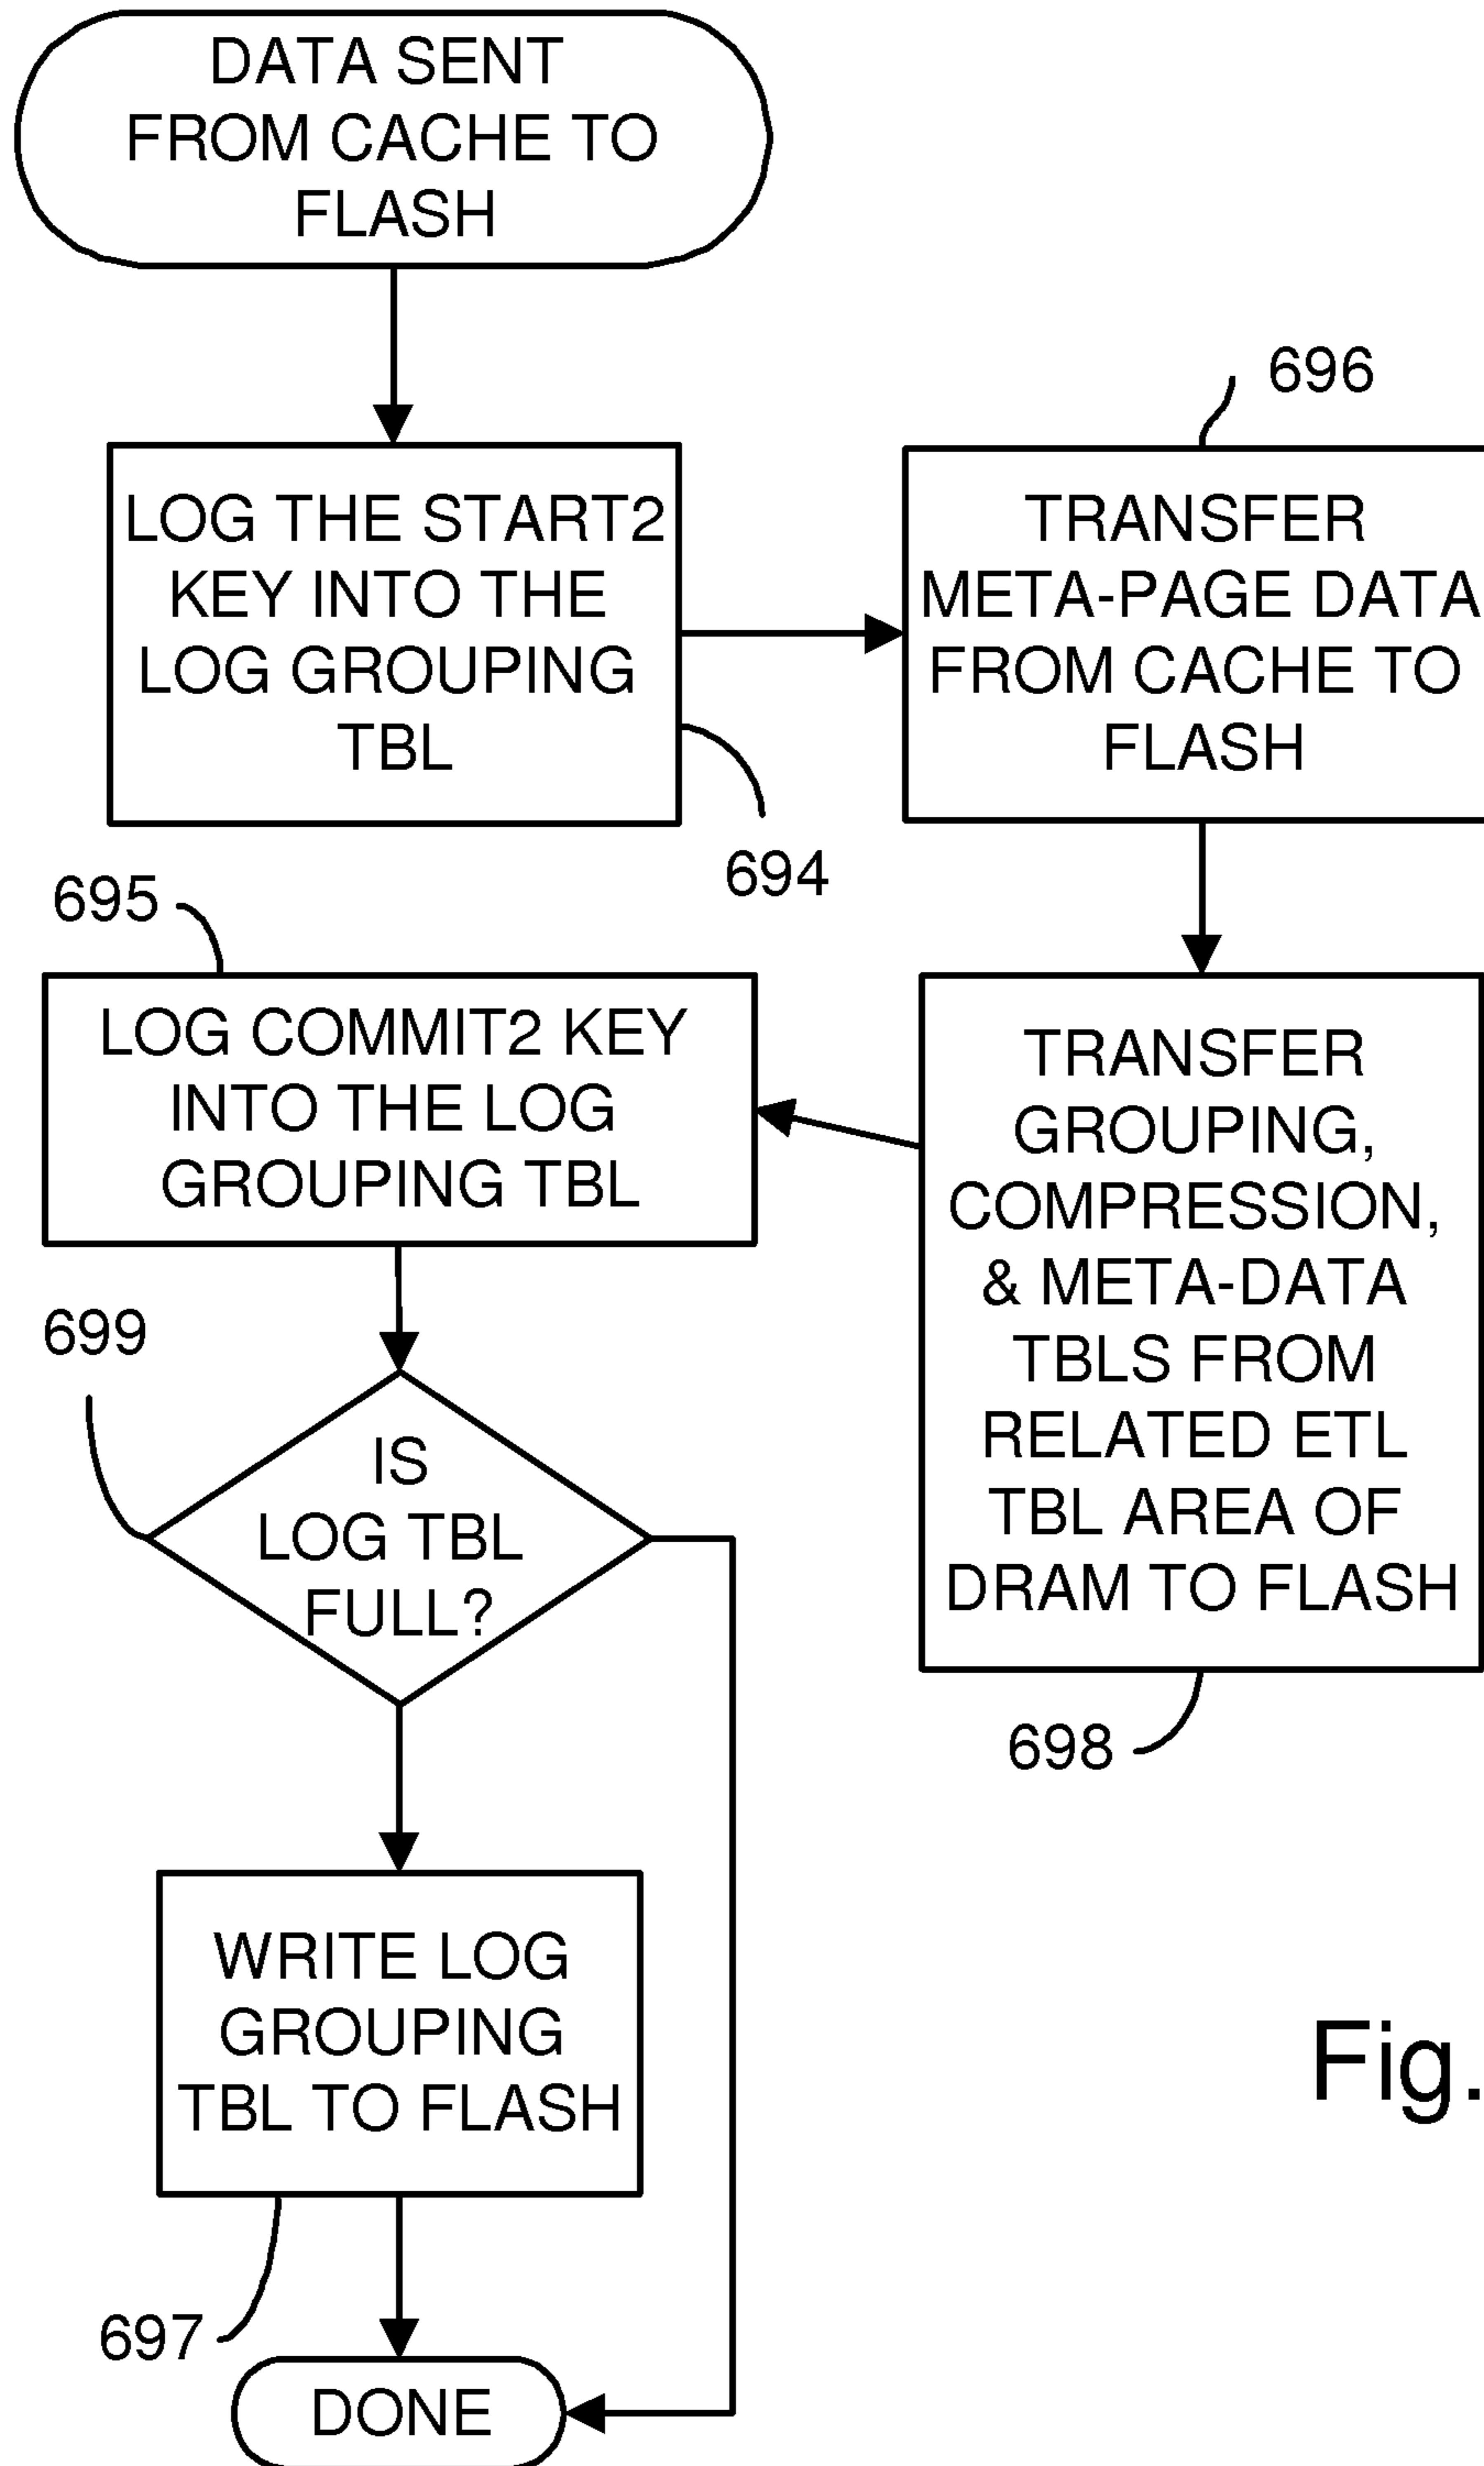 DATA SENT
FROM CACHE TO
FLASH
696
LOG THE START2
KEY INTO THE
LOG GROUPING
TBL
694
TRANSFER
META-PAGE DATA
FROM CACHE TO
FLASH
695
LOG COMMIT2 KEY
INTO THE LOG
GROUPING TBL
TRANSFER
GROUPING,
COMPRESSION,
& META-DATA
TBLS FROM
RELATED ETL
TBL AREA OF
DRAM TO FLASH
698
699
IS
LOG TBL
FULL?
WRITE LOG
GROUPING
TBL TO FLASH
697
DONE
Fig.